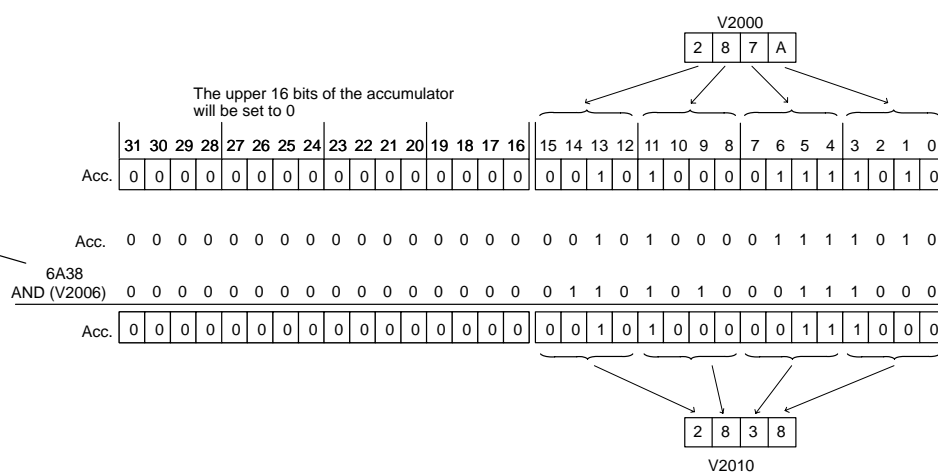 V2000
2 8 7 A
The upper 16 bits of the accumulator
will be set to 0
31 30 29 28 27 26 25 24 23 22 21 20 19 18 17 16 15 14 13 12 11 10 9 8 7 6 5 4 3 2 1 0
Acc. 0 0 0 0 0 0 0 0 0 0 0 0 0 0 0 0 0 0 1 0 1 0 0 0 0 1 1 1 1 0 1 0
Acc. 0 0 0 0 0 0 0 0 0 0 0 0 0 0 0 0 0 0 1 0 1 0 0 0 0 1 1 1 1 0 1 0
6A38
AND (V2006) 0 0 0 0 0 0 0 0 0 0 0 0 0 0 0 0 0 1 1 0 1 0 1 0 0 0 1 1 1 0 0 0
Acc. 0 0 0 0 0 0 0 0 0 0 0 0 0 0 0 0 0 0 1 0 1 0 0 0 0 0 1 1 1 0 0 0
2 8 3 8
V2010